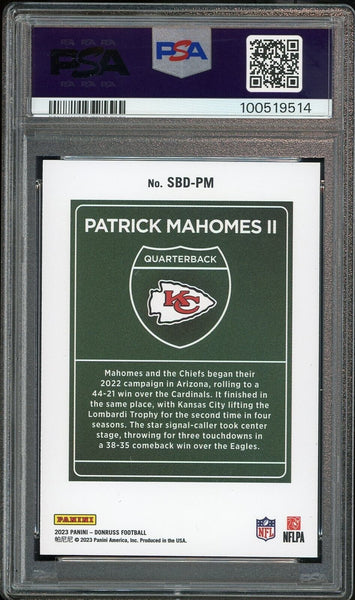 PSA
PSA
100519514
No. SBD-PM
PATRICK MAHOMES II
QUARTERBACK
KC
Mahomes and the Chiefs began their
2022 campaign in Arizona, rolling to a
44-21 win over the Cardinals. It finished in
the same place, with Kansas City lifting the
Lombardi Trophy for the second time in four
seasons. The star signal-caller took center
stage, throwing for three touchdowns in
a 38-35 comeback win over the Eagles.
PANINI
2023 PANINI – DONRUSS FOOTBALL
帕尼尼 © 2023 Panini America, Inc. Produced in the USA.
NFL
NFLPA